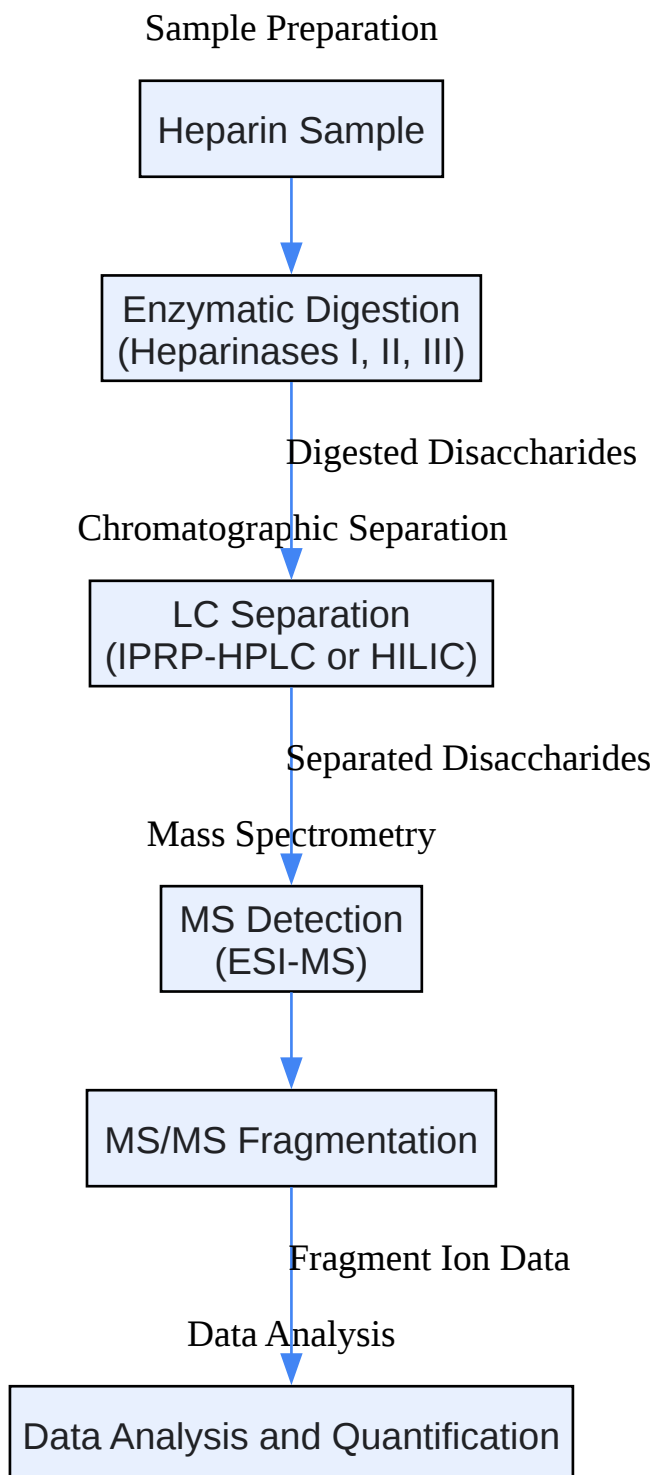 Sample Preparation
Heparin Sample
Enzymatic Digestion
(Heparinases I, II, III)
Digested Disaccharides
Chromatographic Separation
LC Separation
(IPRP-HPLC or HILIC)
Separated Disaccharides
Mass Spectrometry
MS Detection
(ESI-MS)
MS/MS Fragmentation
Fragment Ion Data
Data Analysis
Data Analysis and Quantification